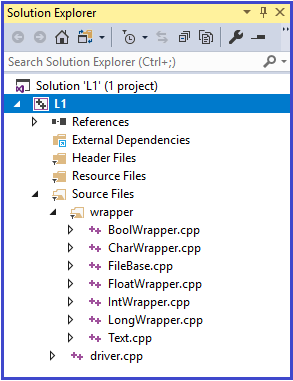 Solution Explorer
Search Solution Explorer (Ctrl+;)
Solution 'L1' (1 project)
L1
References
External Dependencies
Header Files
Resource Files
Source Files
wrapper
BoolWrapper.cpp
CharWrapper.cpp
FileBase.cpp
FloatWrapper.cpp
IntWrapper.cpp
LongWrapper.cpp
Text.cpp
driver.cpp